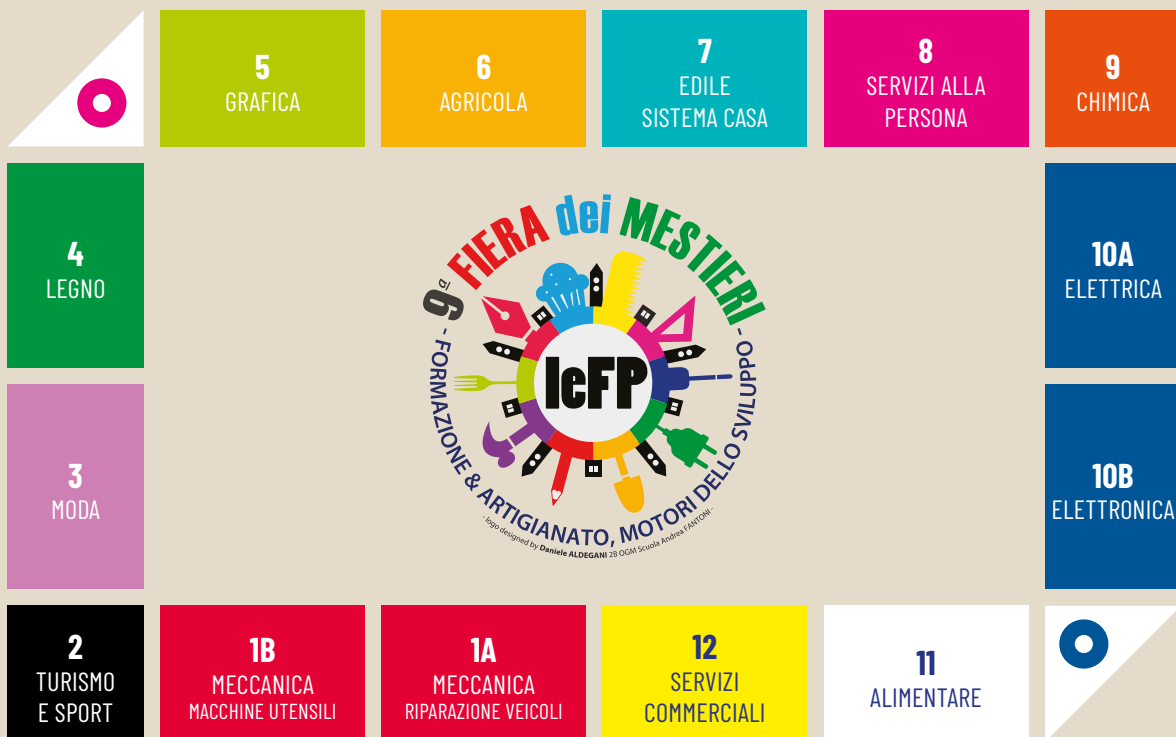 5
GRAFICA
6
AGRICOLA
7
EDILE
SISTEMA CASA
8
SERVIZI ALLA
PERSONA
9
CHIMICA
4
LEGNO
10A
ELETTRICA
9a FIERA dei MESTIERI
IeFP
- FORMAZIONE & ARTIGIANATO, MOTORI DELLO SVILUPPO -
- logo designed by Daniele ALDEGANI 2B OGM Scuola Andrea FANTONI -
3
MODA
10B
ELETTRONICA
2
TURISMO
E SPORT
1B
MECCANICA
MACCHINE UTENSILI
1A
MECCANICA
RIPARAZIONE VEICOLI
12
SERVIZI
COMMERCIALI
11
ALIMENTARE